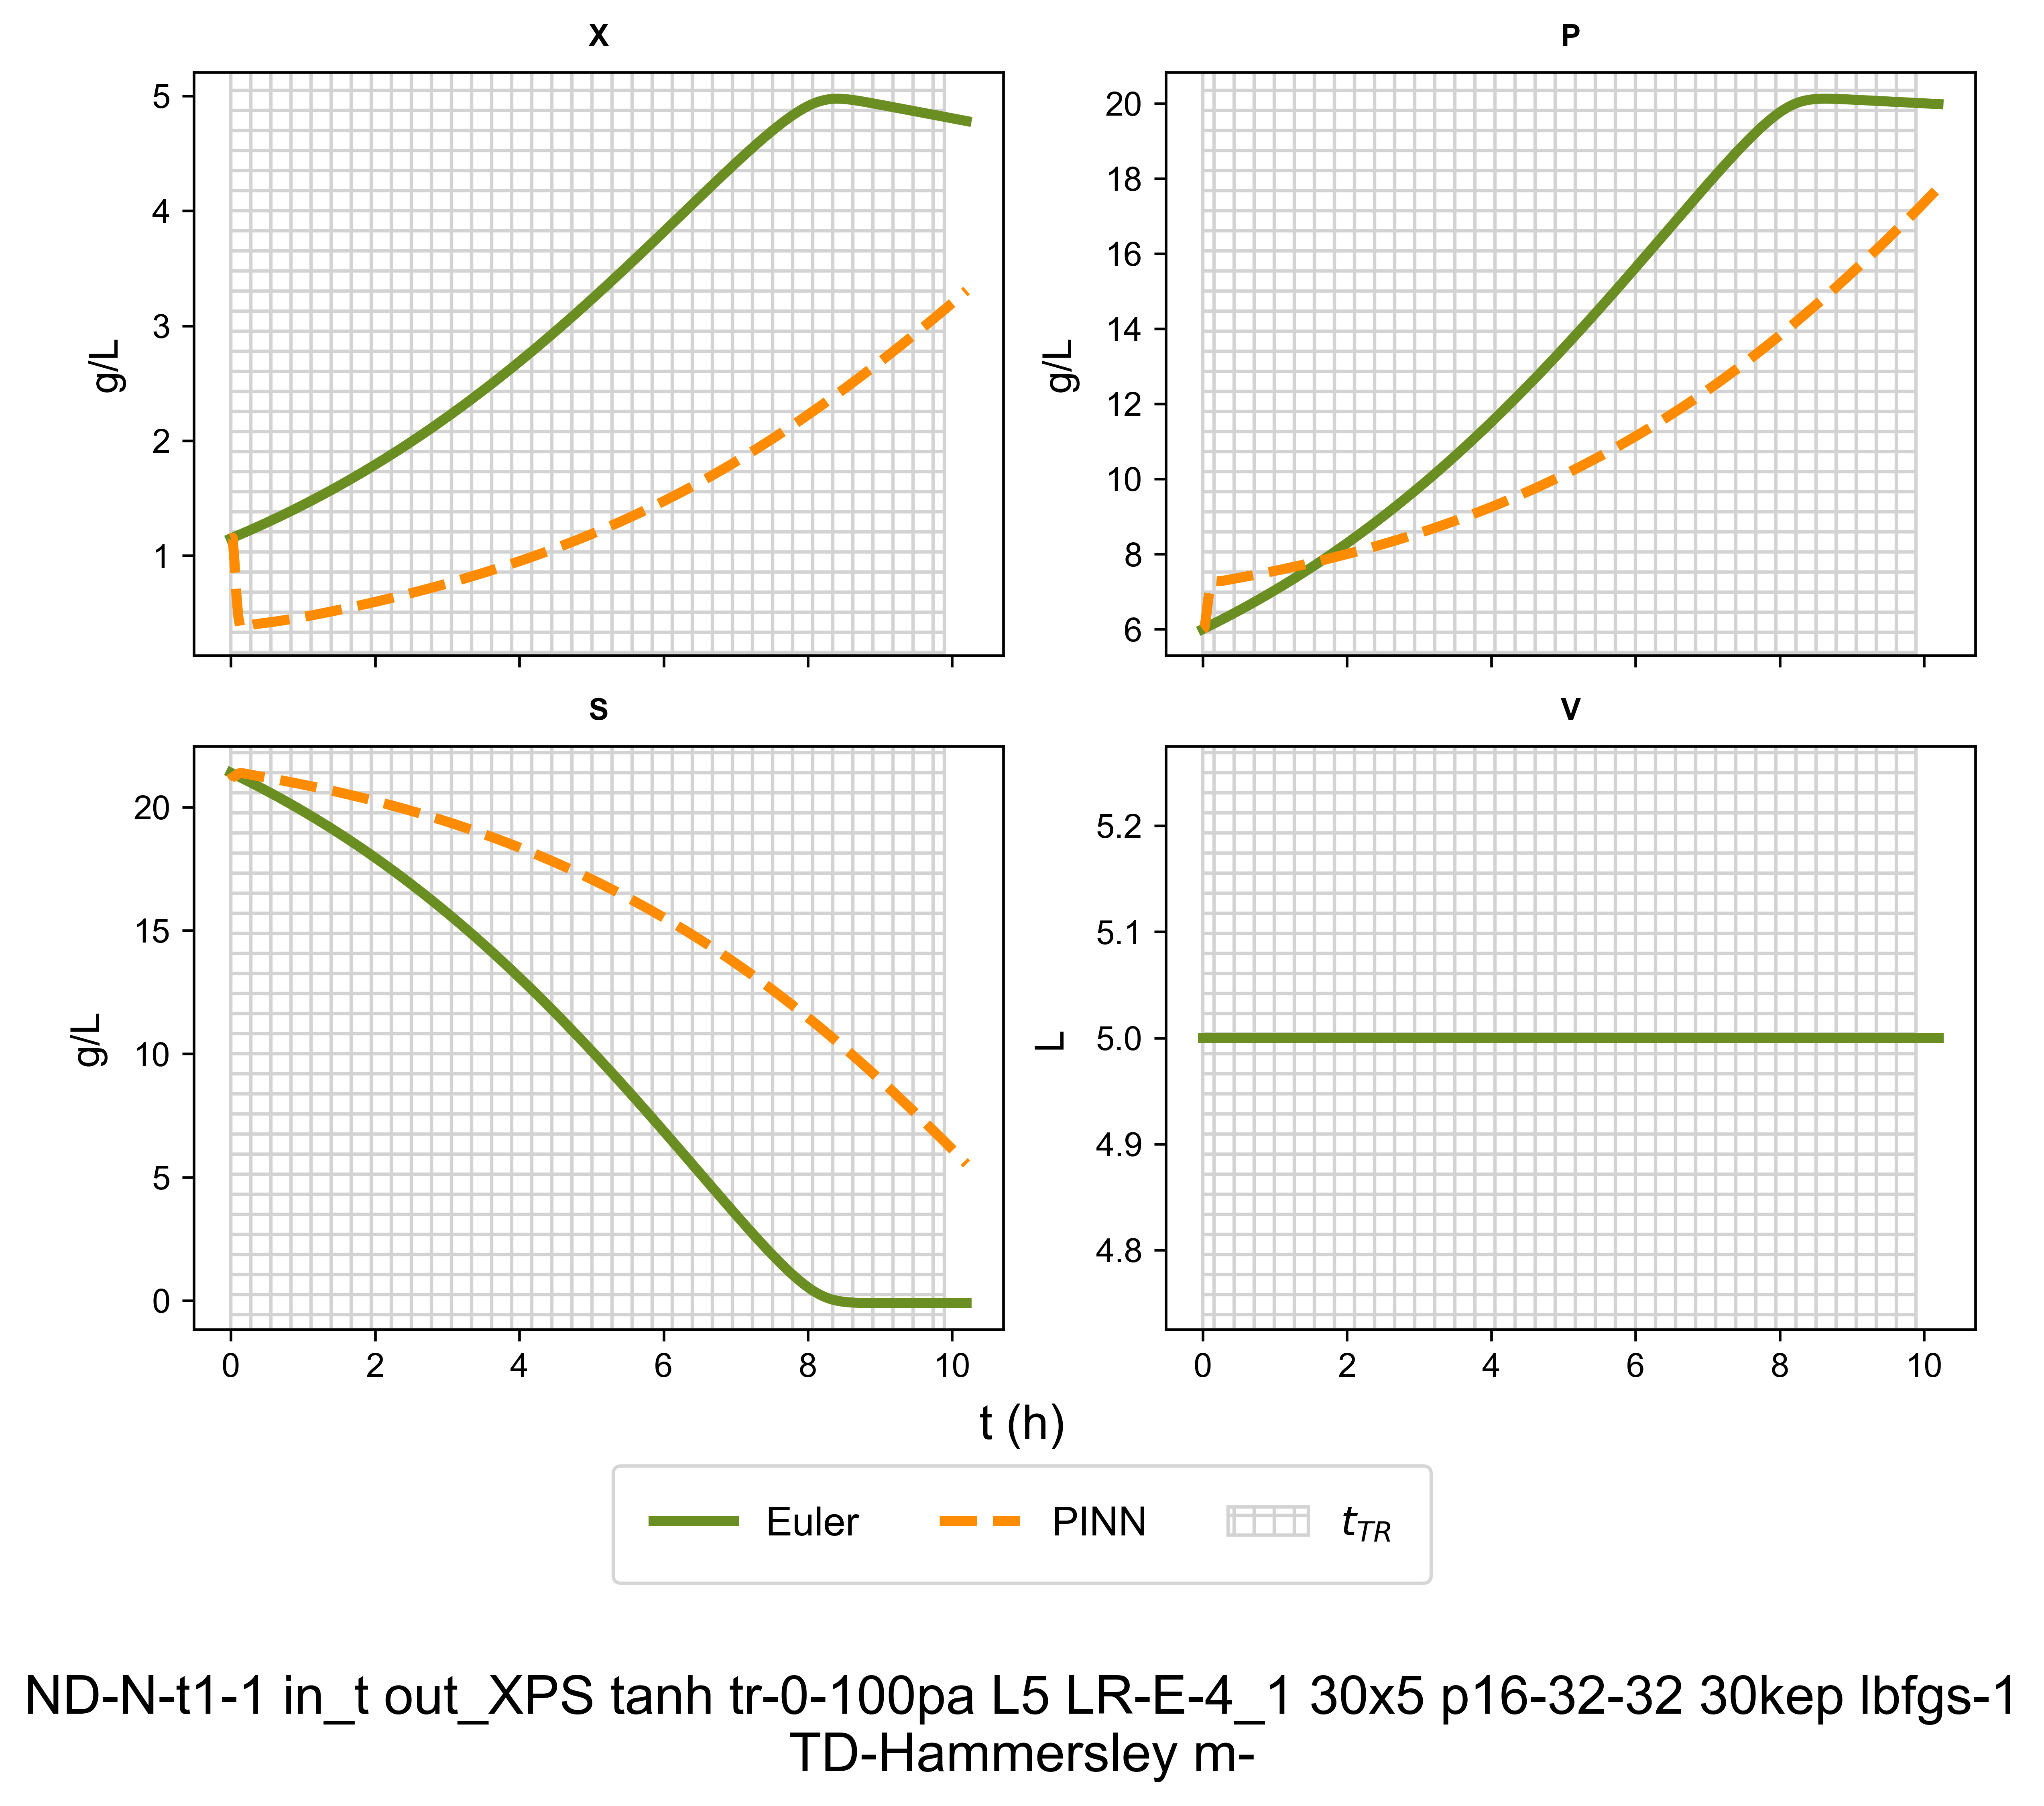 X
P
5
4
3
2
1
g/L
20
18
16
14
12
10
8
6
g/L
S
V
20
15
10
5
0
g/L
5.2
5.1
5.0
4.9
4.8
L
0 2 4 6 8 10
0 2 4 6 8 10
t (h)
Euler PINN t_TR
ND-N-t1-1 in_t out_XPS tanh tr-0-100pa L5 LR-E-4_1 30x5 p16-32-32 30kep lbfgs-1
TD-Hammersley m-